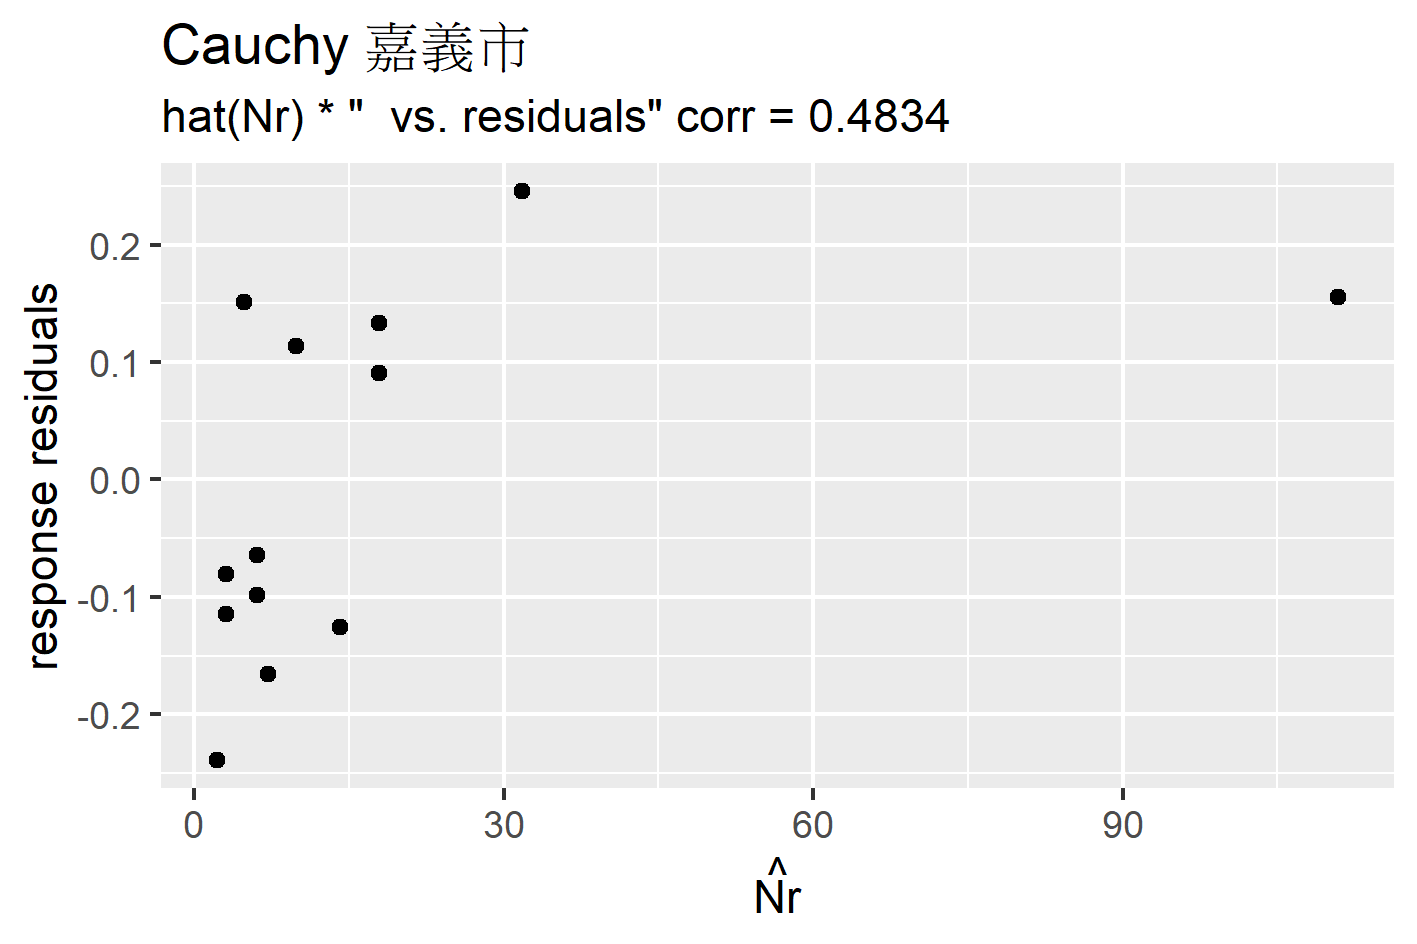 Cauchy 嘉義市
hat(Nr) * "  vs. residuals" corr = 0.4834
response residuals
0.2
0.1
0.0
-0.1
-0.2
0
30
60
90
N̂r